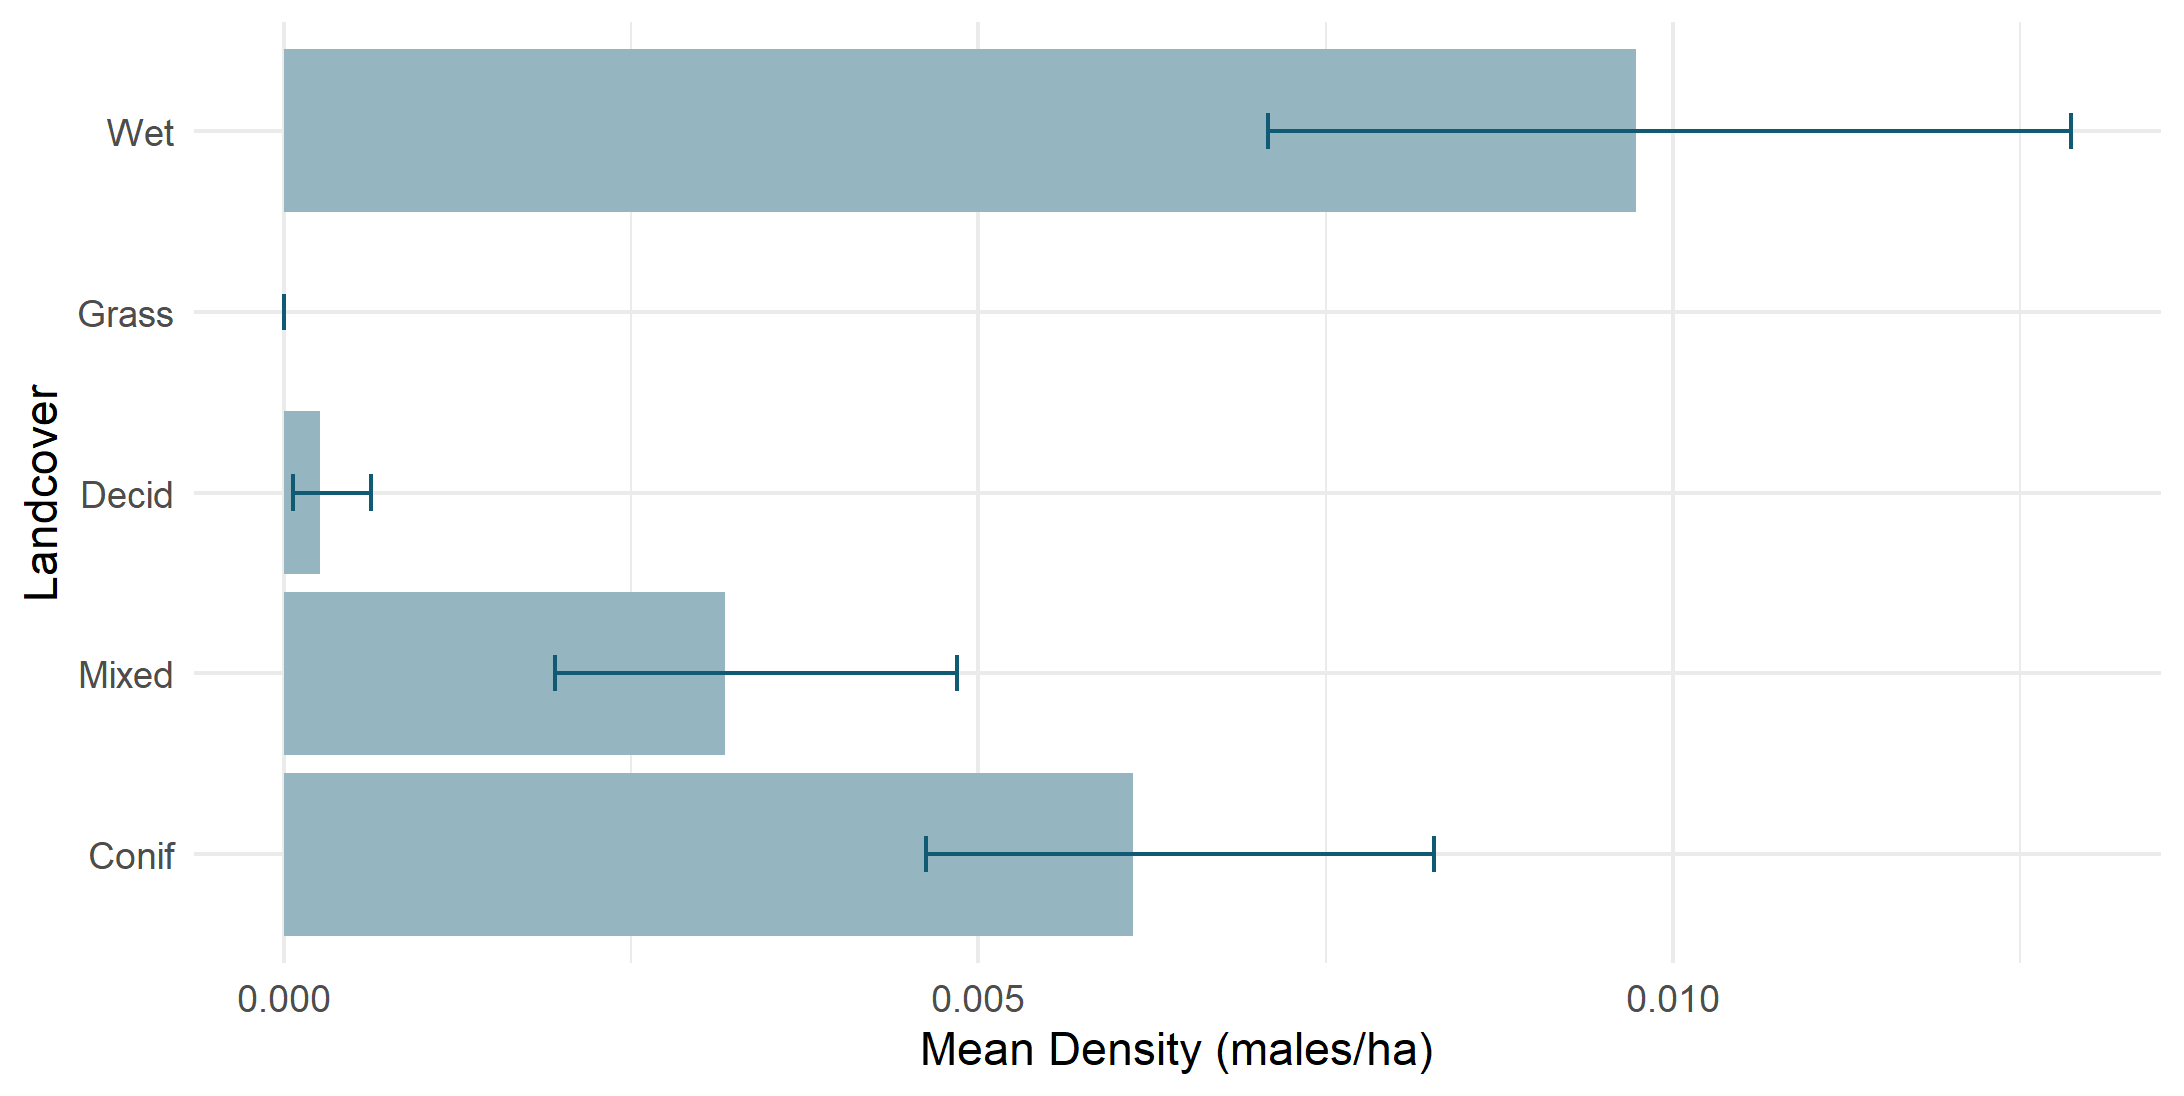 Wet
Grass
Decid
Mixed
Conif
Landcover
0.000
0.005
0.010
Mean Density (males/ha)